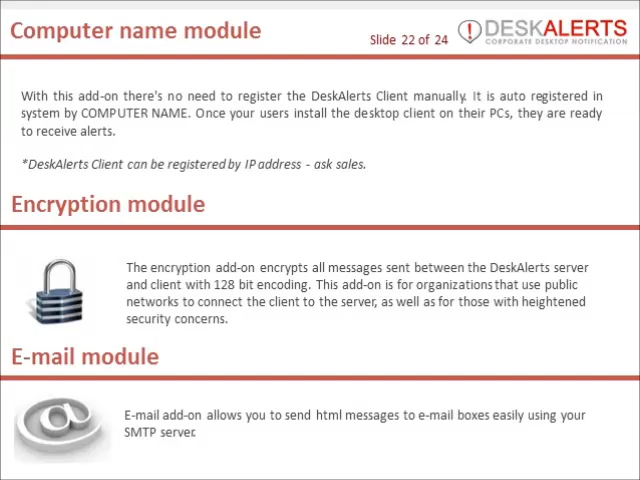 Computer name module
Slide 22 of 24
DESKALERTS
CORPORATE DESKTOP NOTIFICATION
With this add-on there's no need to register the DeskAlerts Client manually. It is auto registered in
system by COMPUTER NAME. Once your users install the desktop client on their PCs, they are ready
to receive alerts.
*DeskAlerts Client can be registered by IP address - ask sales.
Encryption module
The encryption add-on encrypts all messages sent between the DeskAlerts server
and client with 128 bit encoding. This add-on is for organizations that use public
networks to connect the client to the server, as well as for those with heightened
security concerns.
E-mail module
E-mail add-on allows you to send html messages to e-mail boxes easily using your
SMTP server.